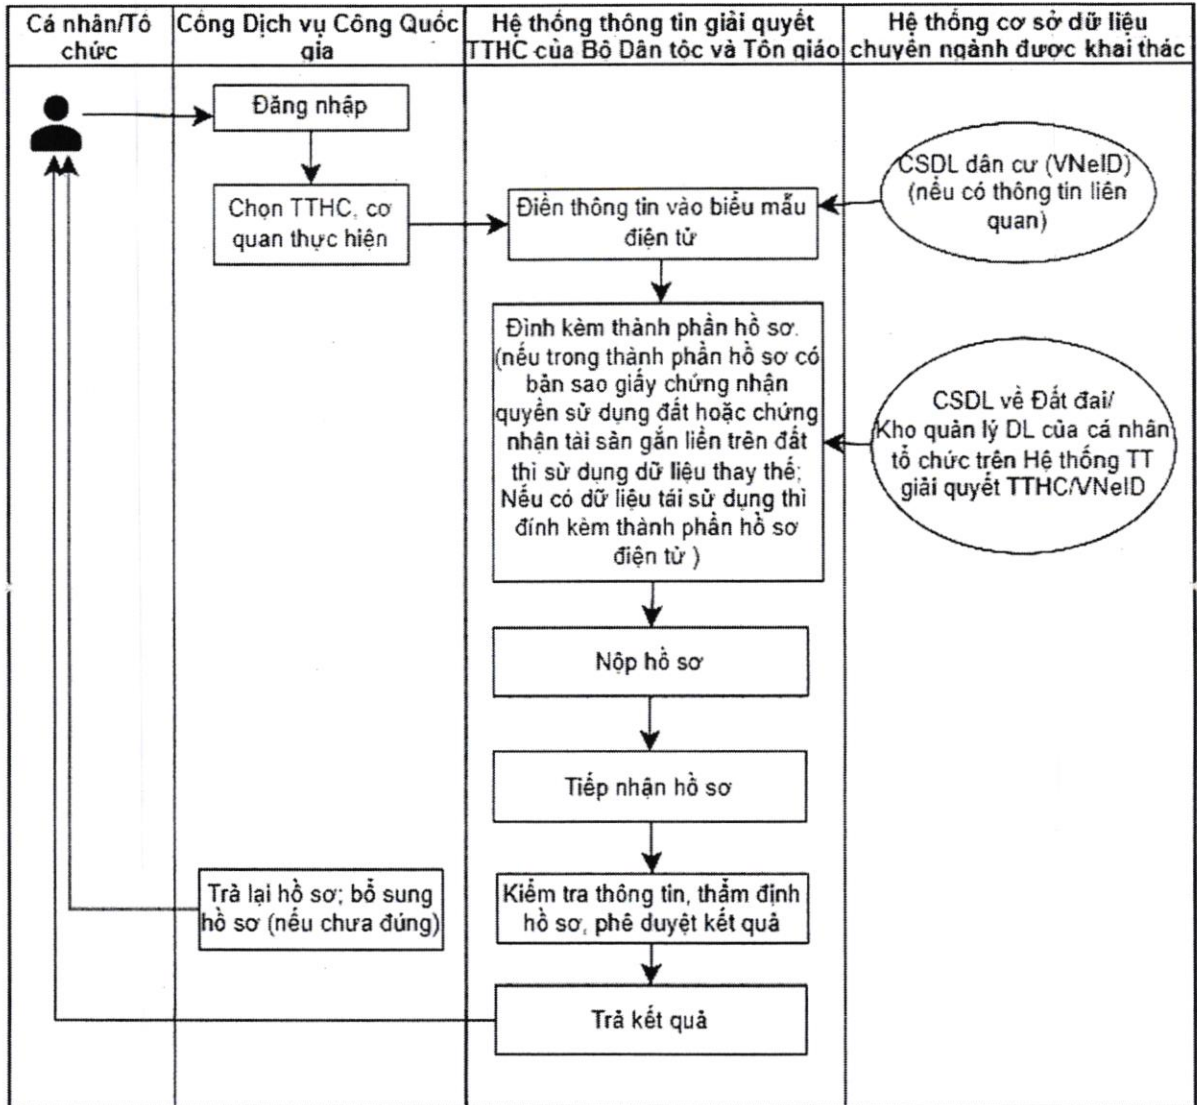 Cá nhân/Tổ
chức
Cổng Dịch vụ Công Quốc
gia
Hệ thống thông tin giải quyết
TTHC của Bộ Dân tộc và Tôn giáo
Hệ thống cơ sở dữ liệu
chuyên ngành được khai thác
Đăng nhập
Chọn TTHC, cơ
quan thực hiện
Điền thông tin vào biểu mẫu
điện tử
CSDL dân cư (VNeID)
(nếu có thông tin liên
quan)
Đính kèm thành phần hồ sơ.
(nếu trong thành phần hồ sơ có
bản sao giấy chứng nhận
quyền sử dụng đất hoặc chứng
nhận tài sản gắn liền trên đất
thì sử dụng dữ liệu thay thế;
Nếu có dữ liệu tái sử dụng thì
đính kèm thành phần hồ sơ
điện tử )
CSDL về Đất đai/
Kho quản lý DL của cá nhân
tổ chức trên Hệ thống TT
giải quyết TTHC/VNeID
Nộp hồ sơ
Tiếp nhận hồ sơ
Trả lại hồ sơ; bổ sung
hồ sơ (nếu chưa đúng)
Kiểm tra thông tin, thẩm định
hồ sơ, phê duyệt kết quả
Trả kết quả